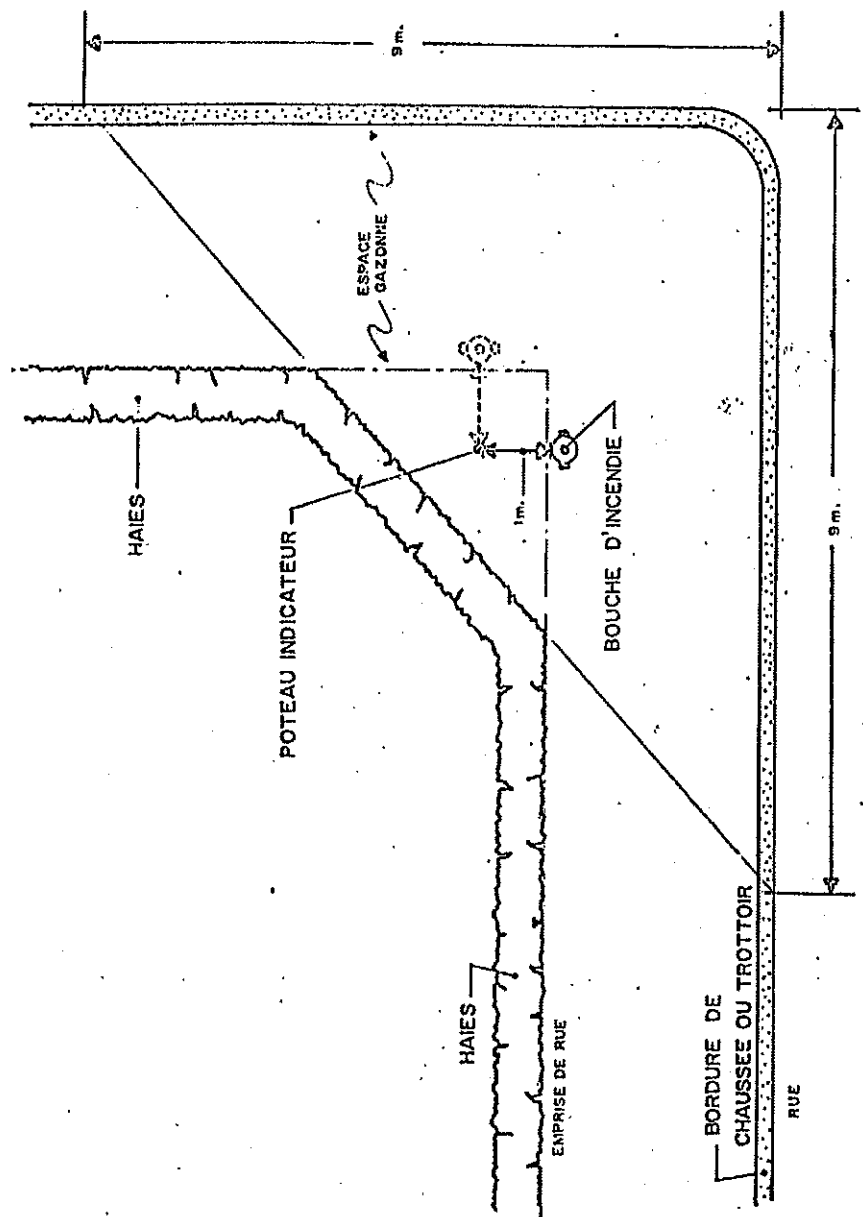 9 m.
ESPACE
GAZONNE
HAIES
POTEAU INDICATEUR
1 m.
BOUCHE D'INCENDIE
9 m.
HAIES
EMPRISE DE RUE
BORDURE DE
CHAUSSEE OU TROTTOIR
RUE